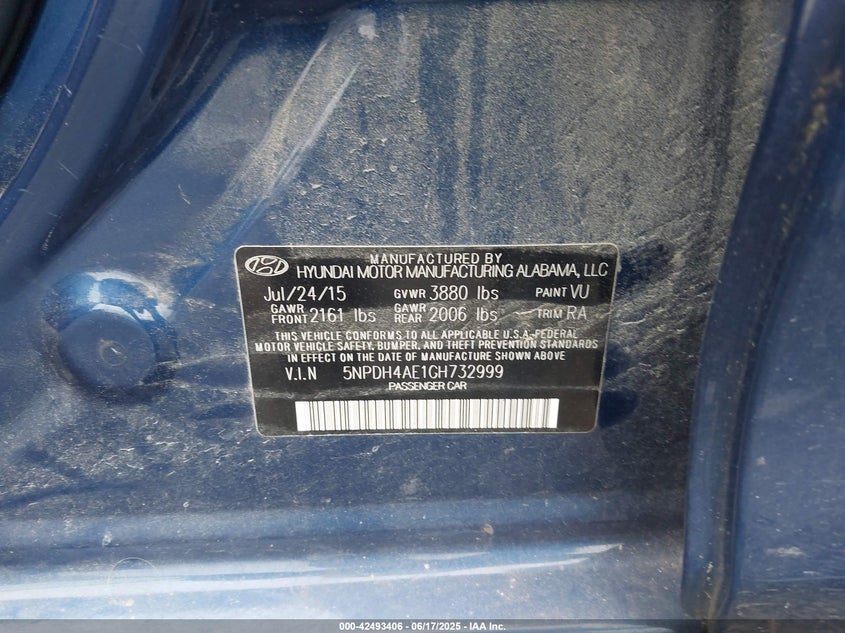 MANUFACTURED BY
HYUNDAI MOTOR MANUFACTURING ALABAMA, LLC
Jul/24/15 GVWR 3880 lbs PAINT VU
GAWR FRONT 2161 lbs GAWR REAR 2006 lbs TRIM RA
THIS VEHICLE CONFORMS TO ALL APPLICABLE U.S.A. FEDERAL
MOTOR VEHICLE SAFETY, BUMPER, AND THEFT PREVENTION STANDARDS
IN EFFECT ON THE DATE OF MANUFACTURE SHOWN ABOVE
V.I.N 5NPDH4AE1GH732999
PASSENGER CAR
000-42493406 - 06/17/2025 - IAA Inc.